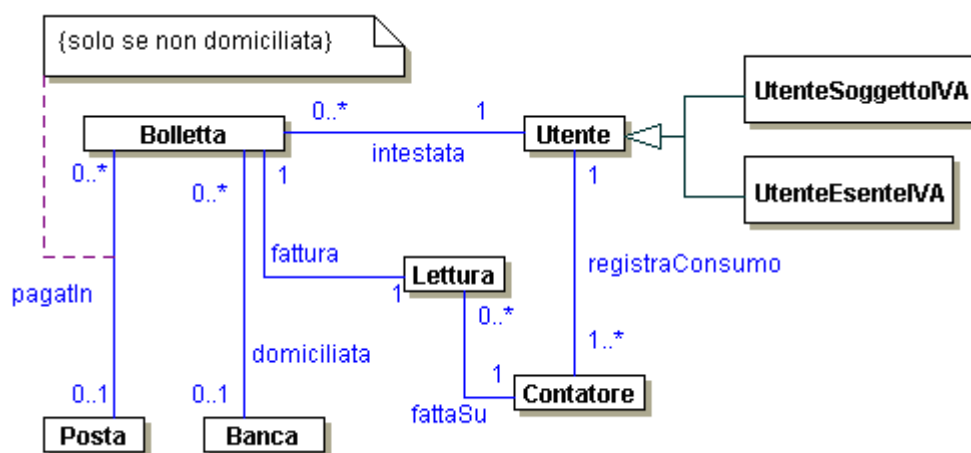 {solo se non domiciliata}
UtenteSoggettoIVA
0..*
1
Bolletta
Utente
intestata
0..*
0..*
1
1
UtenteEsenteIVA
fattura
Lettura
registraConsumo
pagatIn
1
0..*
domiciliata
1..*
0..1
0..1
1
Contatore
fattaSu
Posta
Banca